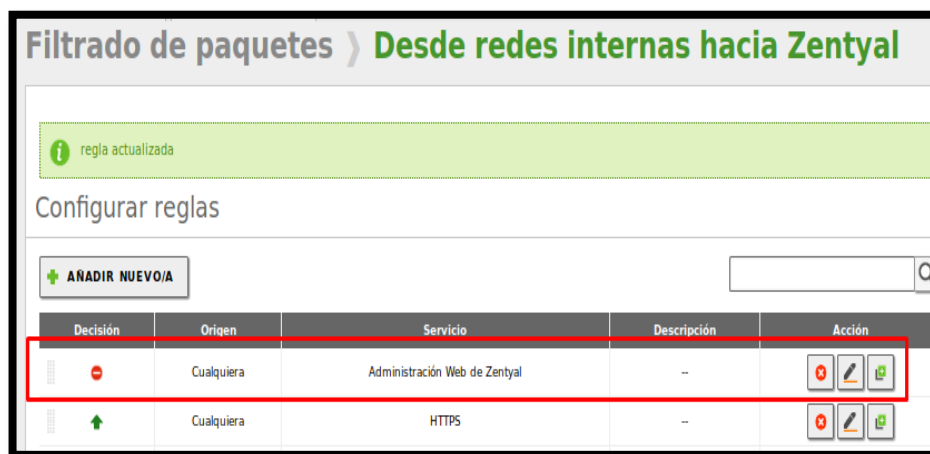 Filtrado de paquetes ⟩ Desde redes internas hacia Zentyal
regla actualizada
Configurar reglas
AÑADIR NUEVO/A
Decisión Origen Servicio Descripción Acción
Cualquiera Administración Web de Zentyal --
Cualquiera HTTPS --